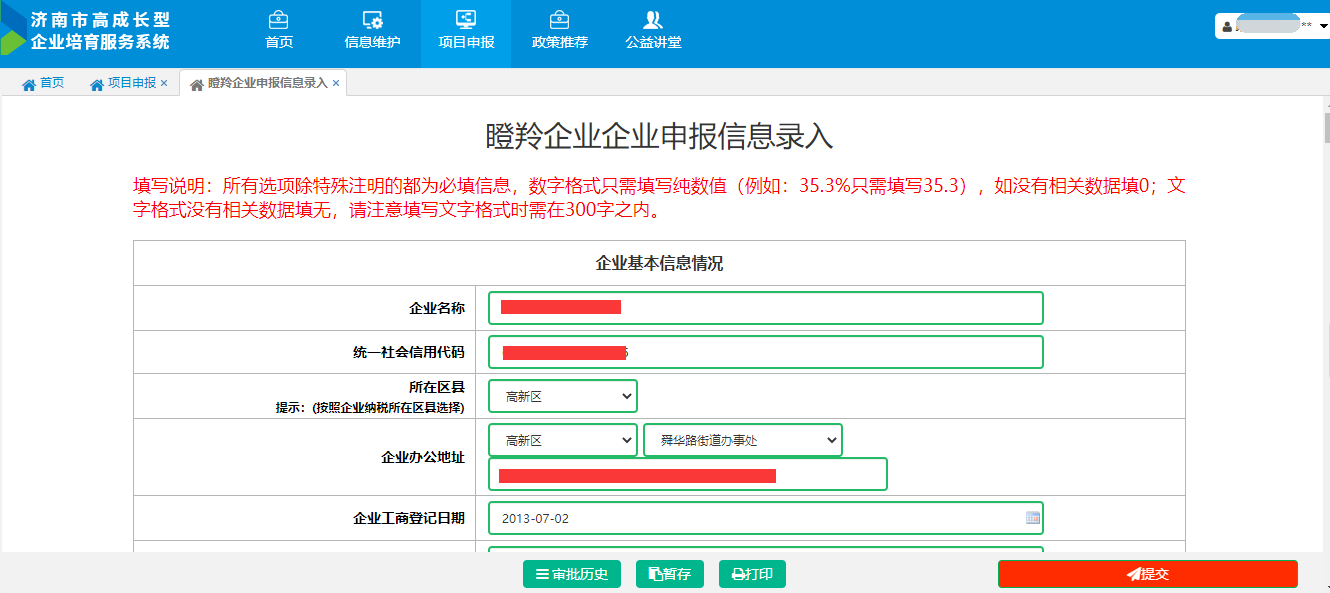 济南市高成长型
企业培育服务系统
首页
信息维护
项目申报
政策推荐
公益讲堂
**
首页
项目申报 ×
瞪羚企业申报信息录入 ×
瞪羚企业企业申报信息录入
填写说明：所有选项除特殊注明的都为必填信息，数字格式只需填写纯数值（例如：35.3%只需填写35.3），如没有相关数据填0；文
字格式没有相关数据填无，请注意填写文字格式时需在300字之内。
企业基本信息情况
企业名称
统一社会信用代码
所在区县
提示：(按照企业纳税所在区县选择)
高新区
企业办公地址
高新区
舜华路街道办事处
企业工商登记日期
2013-07-02
审批历史
暂存
打印
提交